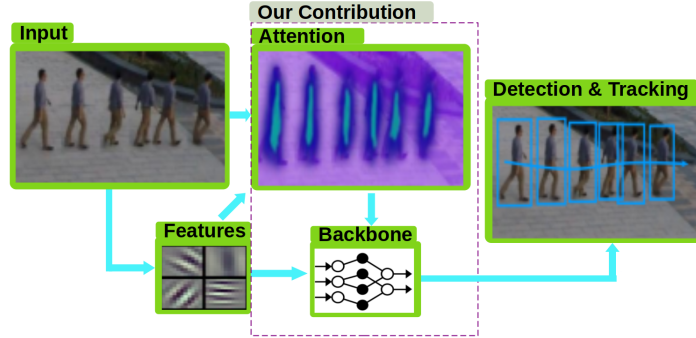 Our Contribution
Input
Attention
Detection & Tracking
Features
Backbone